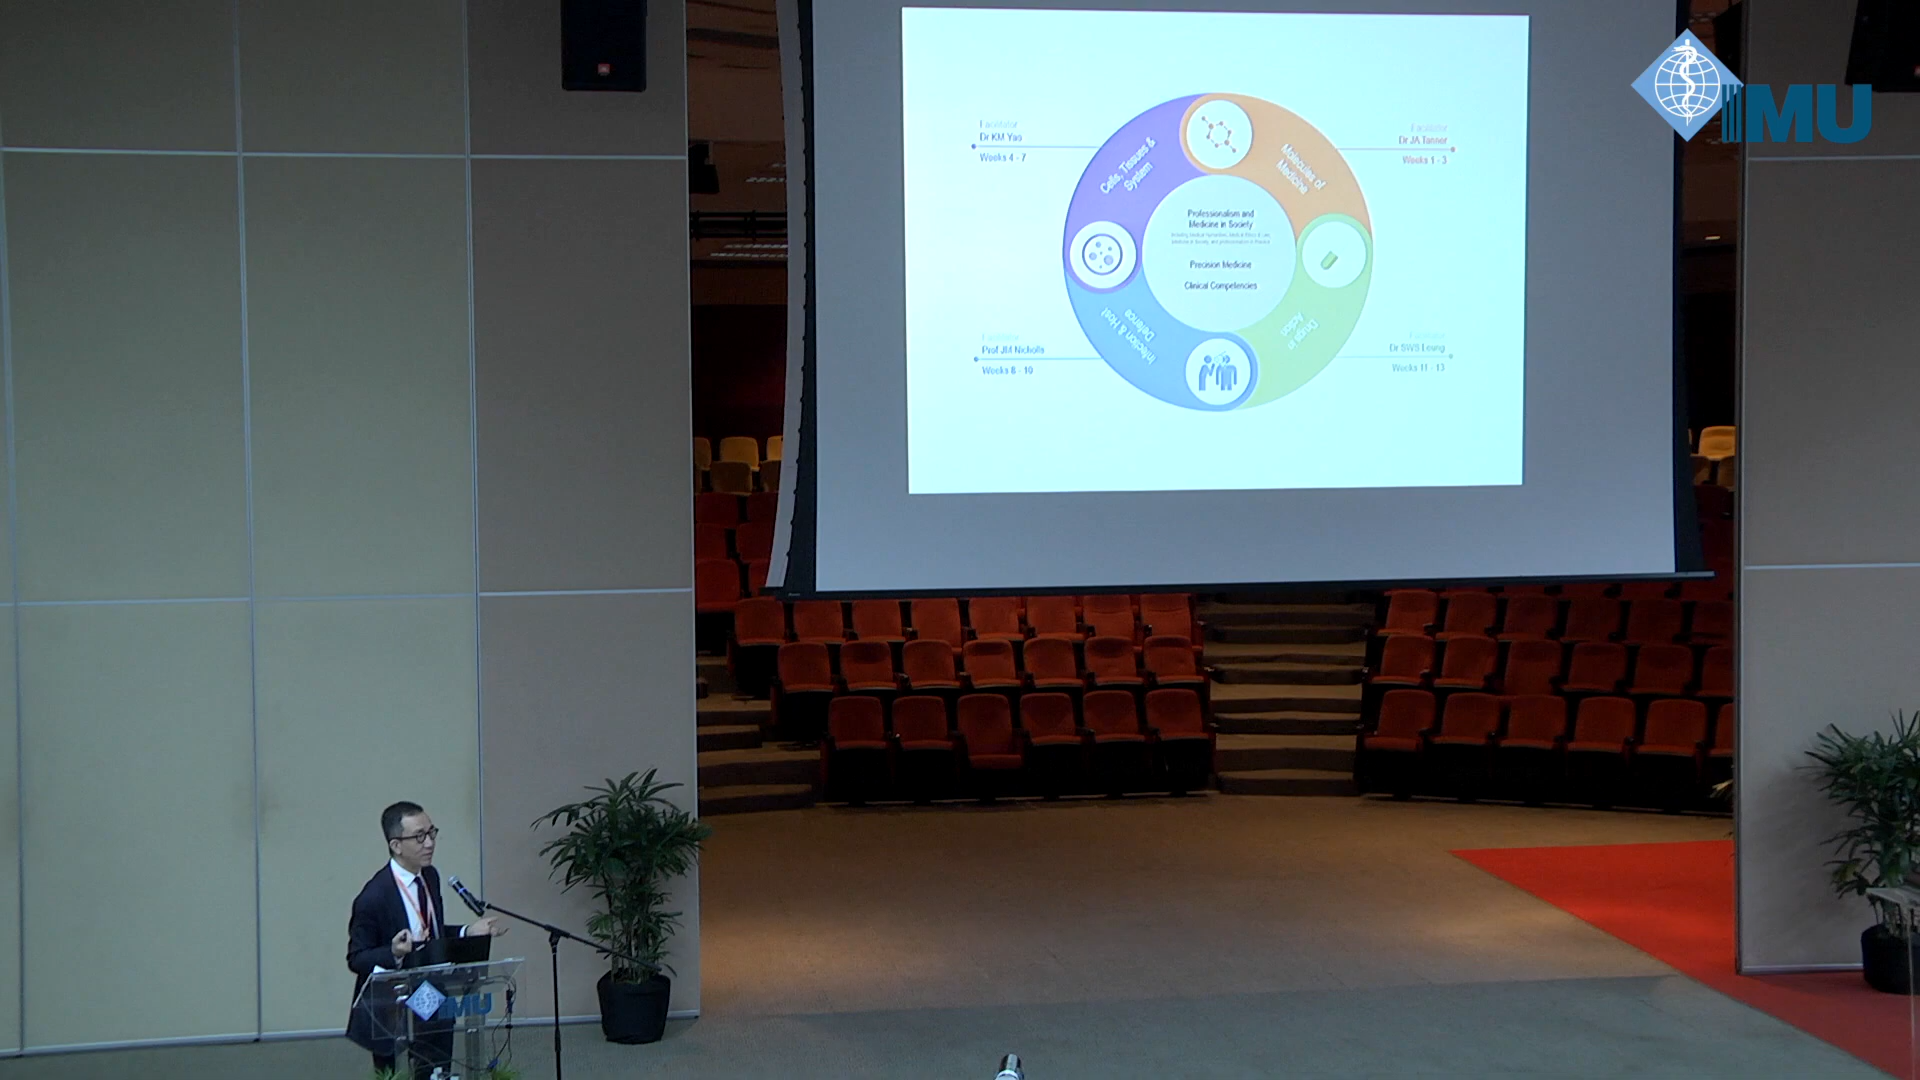 IMU
Facilitator
Dr KM Yao
Weeks 4 - 7
Facilitator
Dr JA Tanner
Weeks 1 - 3
Cells, Tissues &
System
Molecules of
Medicine
Professionalism and
Medicine in Society
Precision Medicine
Clinical Competencies
Infection & Host
Defence
Drugs in
Action
Facilitator
Prof JM Nicholls
Weeks 8 - 10
Facilitator
Dr SWS Leung
Weeks 11 - 13
IMU